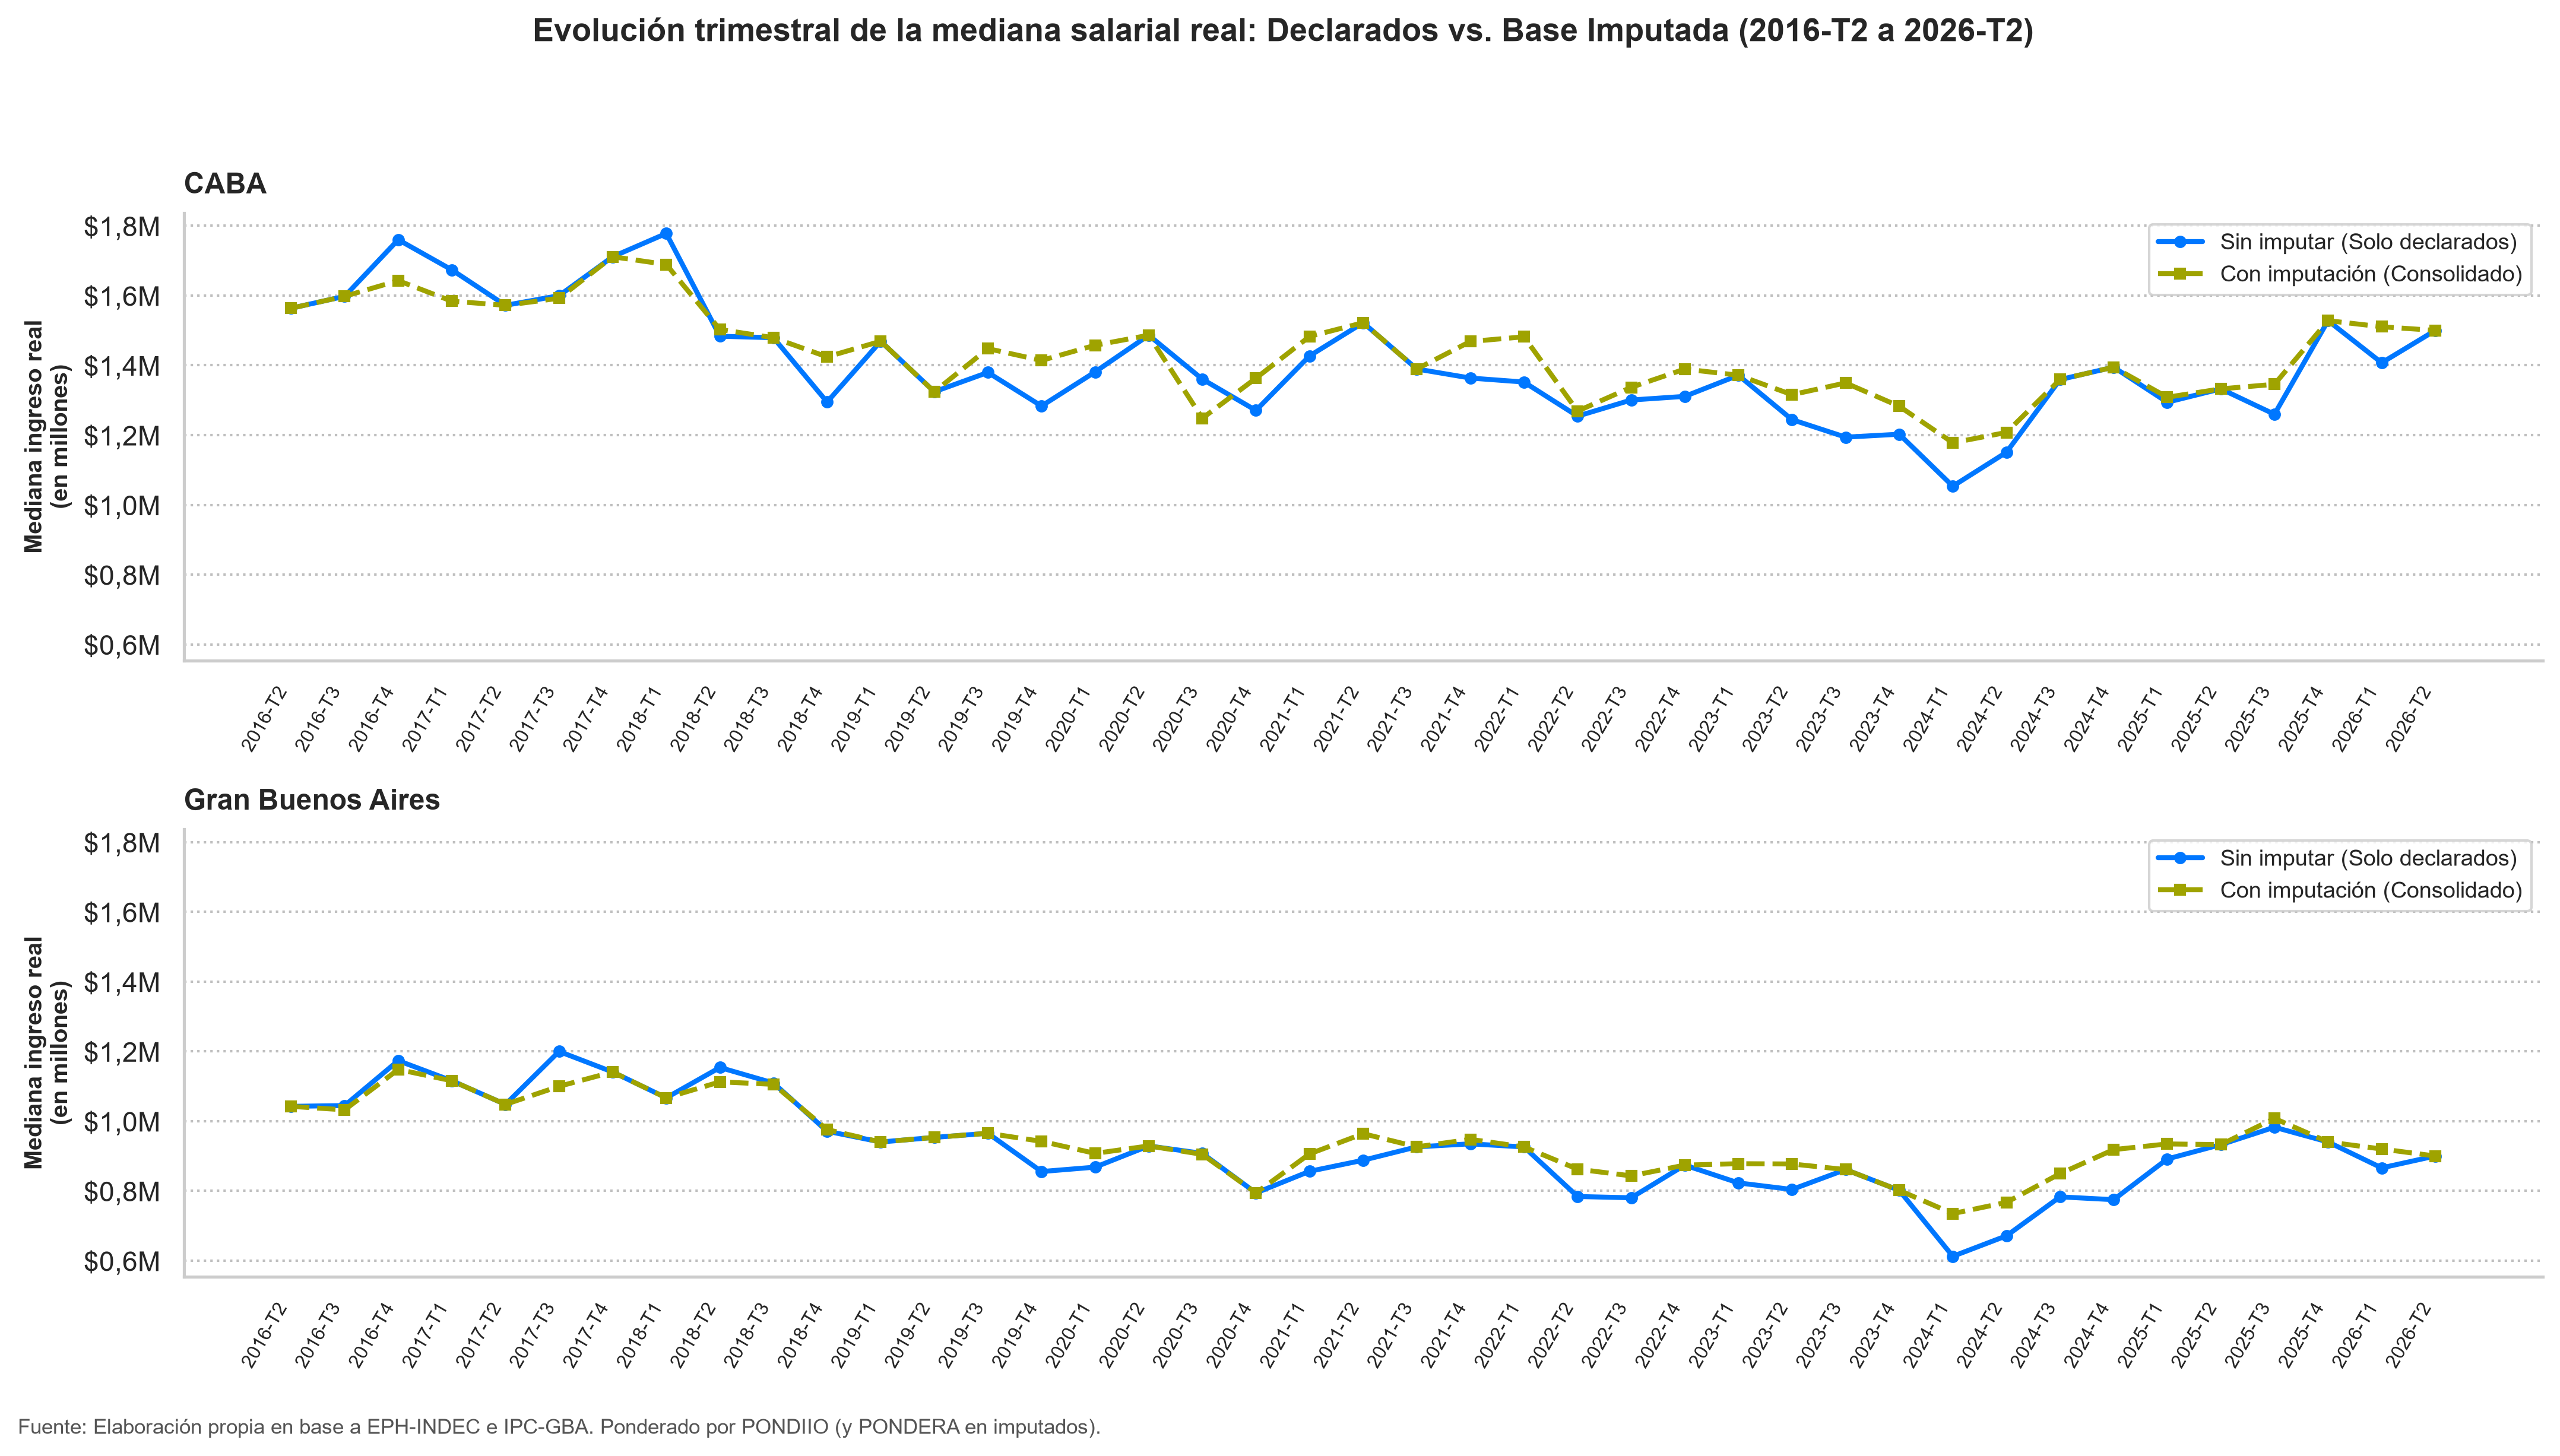 Evolución trimestral de la mediana salarial real: Declarados vs. Base Imputada (2016-T2 a 2026-T2)
CABA
Mediana ingreso real
(en millones)
$1,8M
$1,6M
$1,4M
$1,2M
$1,0M
$0,8M
$0,6M
Sin imputar (Solo declarados)
Con imputación (Consolidado)
2016-T2
2016-T3
2016-T4
2017-T1
2017-T2
2017-T3
2017-T4
2018-T1
2018-T2
2018-T3
2018-T4
2019-T1
2019-T2
2019-T3
2019-T4
2020-T1
2020-T2
2020-T3
2020-T4
2021-T1
2021-T2
2021-T3
2021-T4
2022-T1
2022-T2
2022-T3
2022-T4
2023-T1
2023-T2
2023-T3
2023-T4
2024-T1
2024-T2
2024-T3
2024-T4
2025-T1
2025-T2
2025-T3
2025-T4
2026-T1
2026-T2
Gran Buenos Aires
Mediana ingreso real
(en millones)
$1,8M
$1,6M
$1,4M
$1,2M
$1,0M
$0,8M
$0,6M
Sin imputar (Solo declarados)
Con imputación (Consolidado)
2016-T2
2016-T3
2016-T4
2017-T1
2017-T2
2017-T3
2017-T4
2018-T1
2018-T2
2018-T3
2018-T4
2019-T1
2019-T2
2019-T3
2019-T4
2020-T1
2020-T2
2020-T3
2020-T4
2021-T1
2021-T2
2021-T3
2021-T4
2022-T1
2022-T2
2022-T3
2022-T4
2023-T1
2023-T2
2023-T3
2023-T4
2024-T1
2024-T2
2024-T3
2024-T4
2025-T1
2025-T2
2025-T3
2025-T4
2026-T1
2026-T2
Fuente: Elaboración propia en base a EPH-INDEC e IPC-GBA. Ponderado por PONDIIO (y PONDERA en imputados).